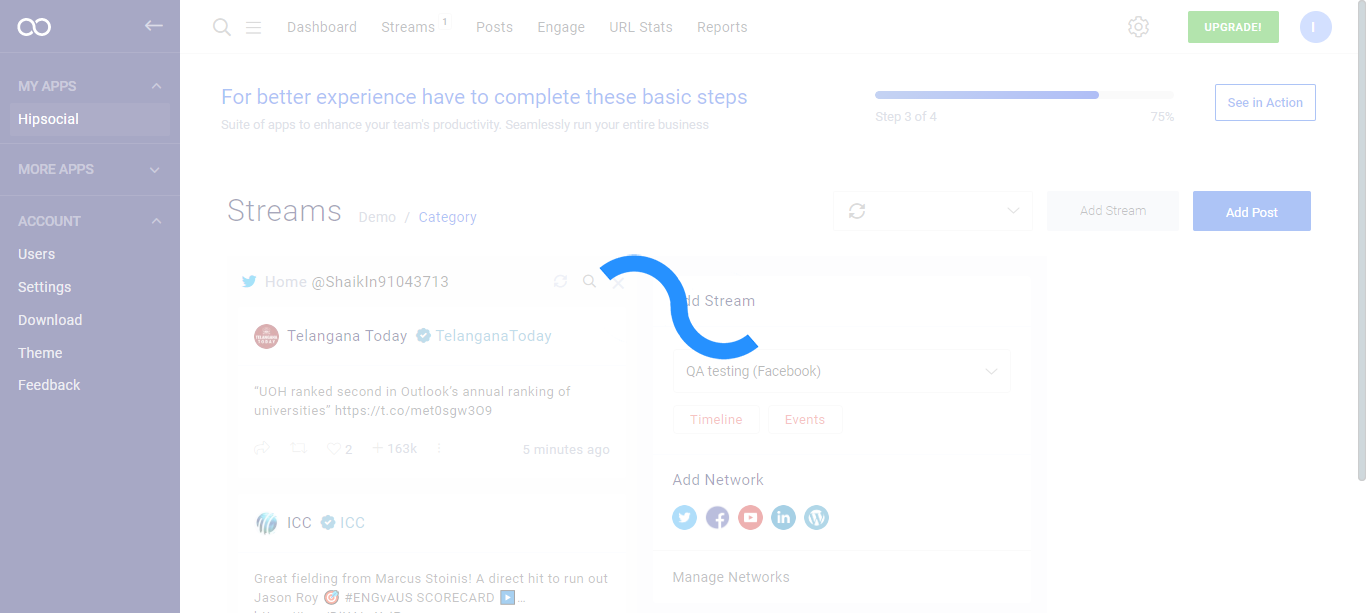 Dashboard Streams 1 Posts Engage URL Stats Reports UPGRADE! I
MY APPS
Hipsocial
MORE APPS
ACCOUNT
Users
Settings
Download
Theme
Feedback
For better experience have to complete these basic steps
Suite of apps to enhance your team's productivity. Seamlessly run your entire business
Step 3 of 4 75%
See in Action
Streams Demo / Category
Add Stream
Add Post
Home @ShaikIn91043713
Telangana Today TelanganaToday
"UOH ranked second in Outlook's annual ranking of
universities" https://t.co/met0sgw3O9
2 163k 5 minutes ago
ICC ICC
Great fielding from Marcus Stoinis! A direct hit to run out
Jason Roy 🎯 #ENGvAUS SCORECARD ▶️…
dd Stream
QA testing (Facebook)
Timeline Events
Add Network
Manage Networks